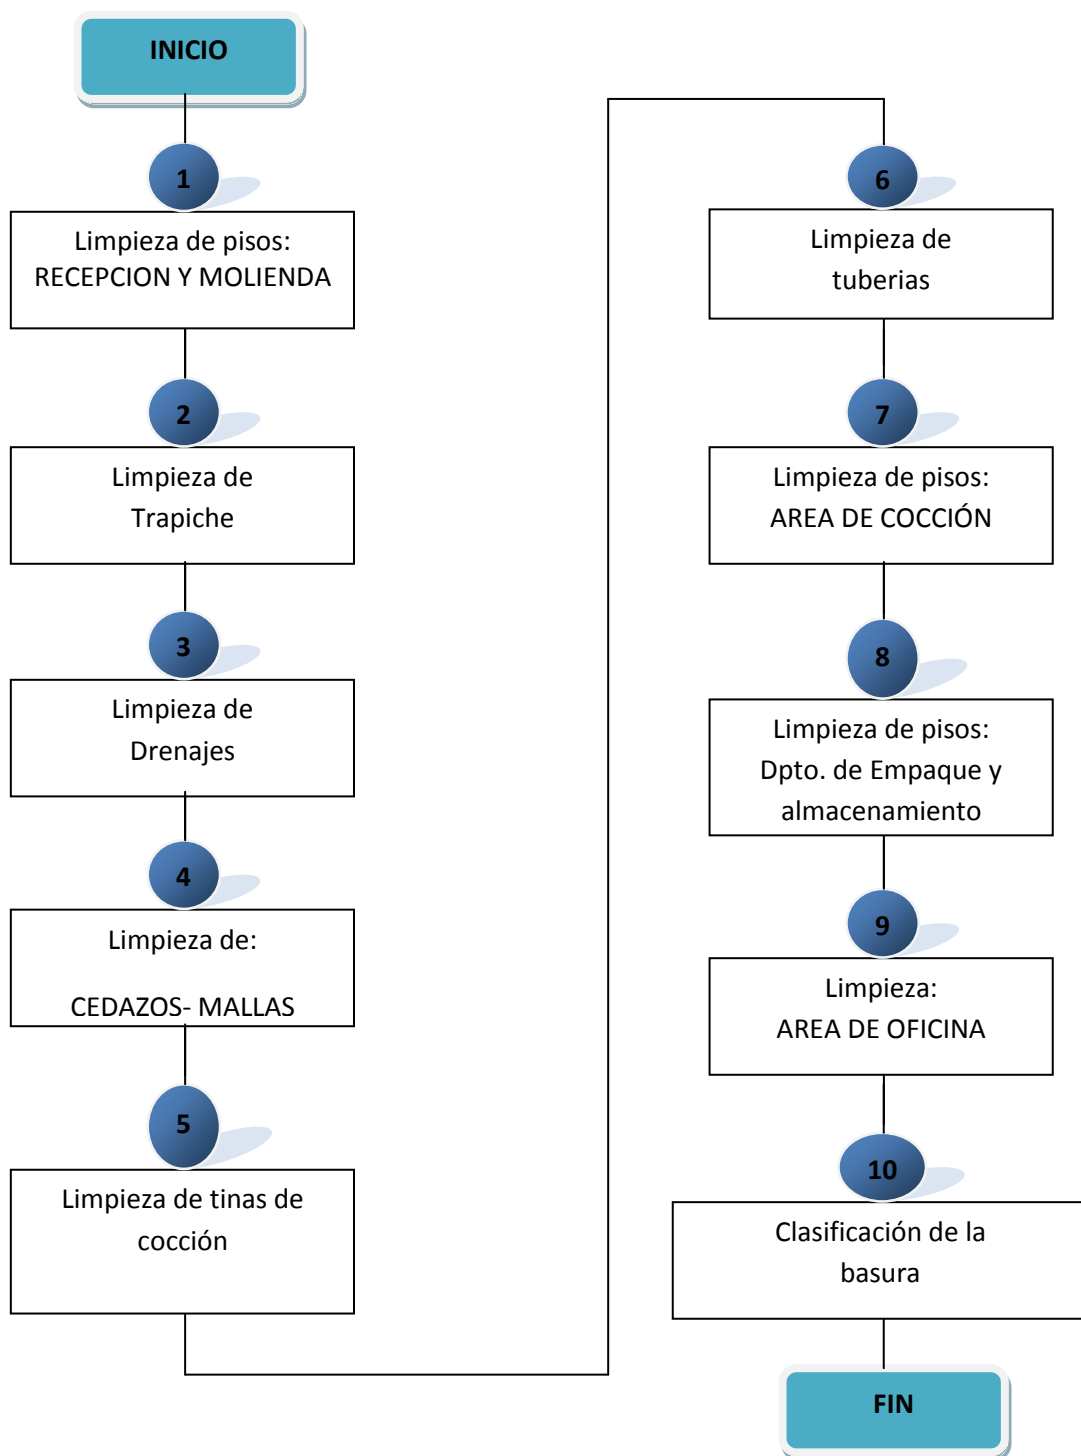 INICIO
1
Limpieza de pisos:
RECEPCION Y MOLIENDA
2
Limpieza de
Trapiche
3
Limpieza de
Drenajes
4
Limpieza de:
CEDAZOS- MALLAS
5
Limpieza de tinas de
cocción
6
Limpieza de
tuberias
7
Limpieza de pisos:
AREA DE COCCIÓN
8
Limpieza de pisos:
Dpto. de Empaque y
almacenamiento
9
Limpieza:
AREA DE OFICINA
10
Clasificación de la
basura
FIN